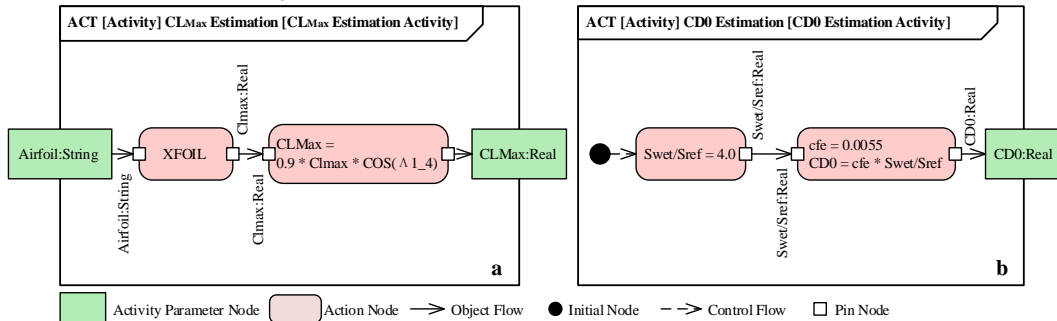 ACT [Activity] CLMax Estimation [CLMax Estimation Activity]
Airfoil:String
Airfoil:String
XFOIL
Clmax:Real
Clmax:Real
CLMax =
0.9 * Clmax * COS(Λ1_4)
CLMax:Real
a
ACT [Activity] CD0 Estimation [CD0 Estimation Activity]
Swet/Sref = 4.0
Swet/Sref:Real
Swet/Sref:Real
cfe = 0.0055
CD0 = cfe * Swet/Sref
CD0:Real
CD0:Real
b
Activity Parameter Node
Action Node
Object Flow
Initial Node
Control Flow
Pin Node